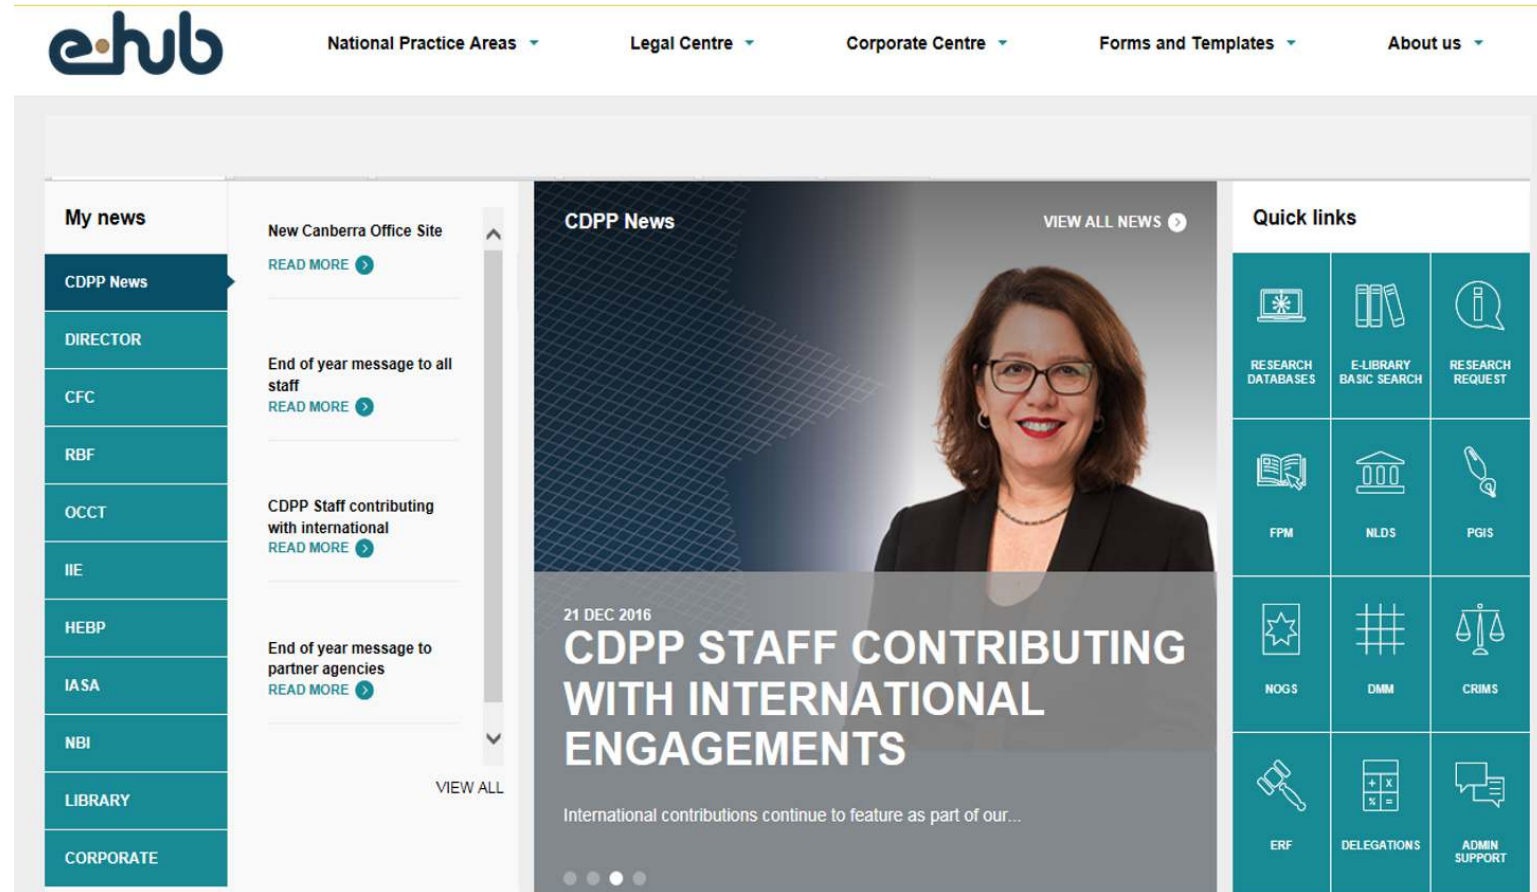 e·hub
National Practice Areas
Legal Centre
Corporate Centre
Forms and Templates
About us
My news
CDPP News
DIRECTOR
CFC
RBF
OCCT
IIE
HEBP
IASA
NBI
LIBRARY
CORPORATE
New Canberra Office Site
READ MORE
End of year message to all
staff
READ MORE
CDPP Staff contributing
with international
READ MORE
End of year message to
partner agencies
READ MORE
VIEW ALL
CDPP News
VIEW ALL NEWS
21 DEC 2016
CDPP STAFF CONTRIBUTING
WITH INTERNATIONAL
ENGAGEMENTS
International contributions continue to feature as part of our...
Quick links
RESEARCH
DATABASES
E-LIBRARY
BASIC SEARCH
RESEARCH
REQUEST
FPM
NLDS
PGIS
NOGS
DMM
CRIMS
ERF
DELEGATIONS
ADMIN
SUPPORT